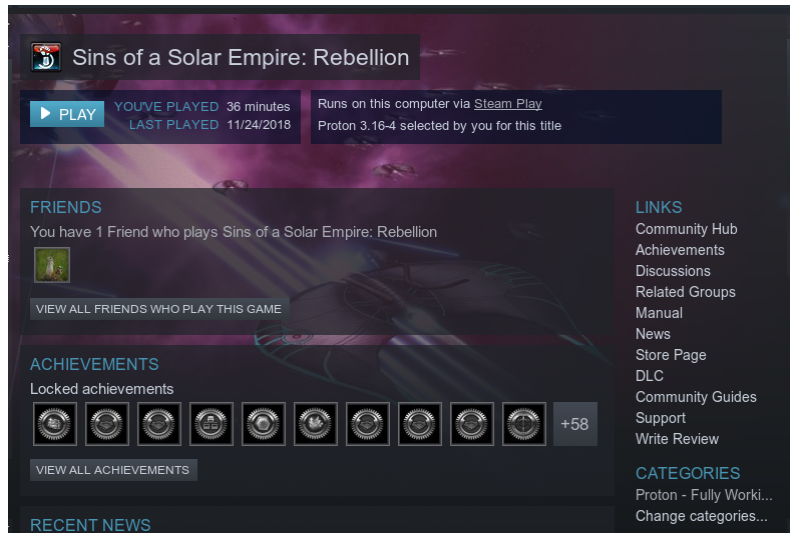 Sins of a Solar Empire: Rebellion
PLAY
YOU'VE PLAYED 36 minutes
LAST PLAYED 11/24/2018
Runs on this computer via Steam Play
Proton 3.16-4 selected by you for this title
FRIENDS
You have 1 Friend who plays Sins of a Solar Empire: Rebellion
VIEW ALL FRIENDS WHO PLAY THIS GAME
ACHIEVEMENTS
Locked achievements
+58
VIEW ALL ACHIEVEMENTS
RECENT NEWS
LINKS
Community Hub
Achievements
Discussions
Related Groups
Manual
News
Store Page
DLC
Community Guides
Support
Write Review
CATEGORIES
Proton - Fully Worki...
Change categories...